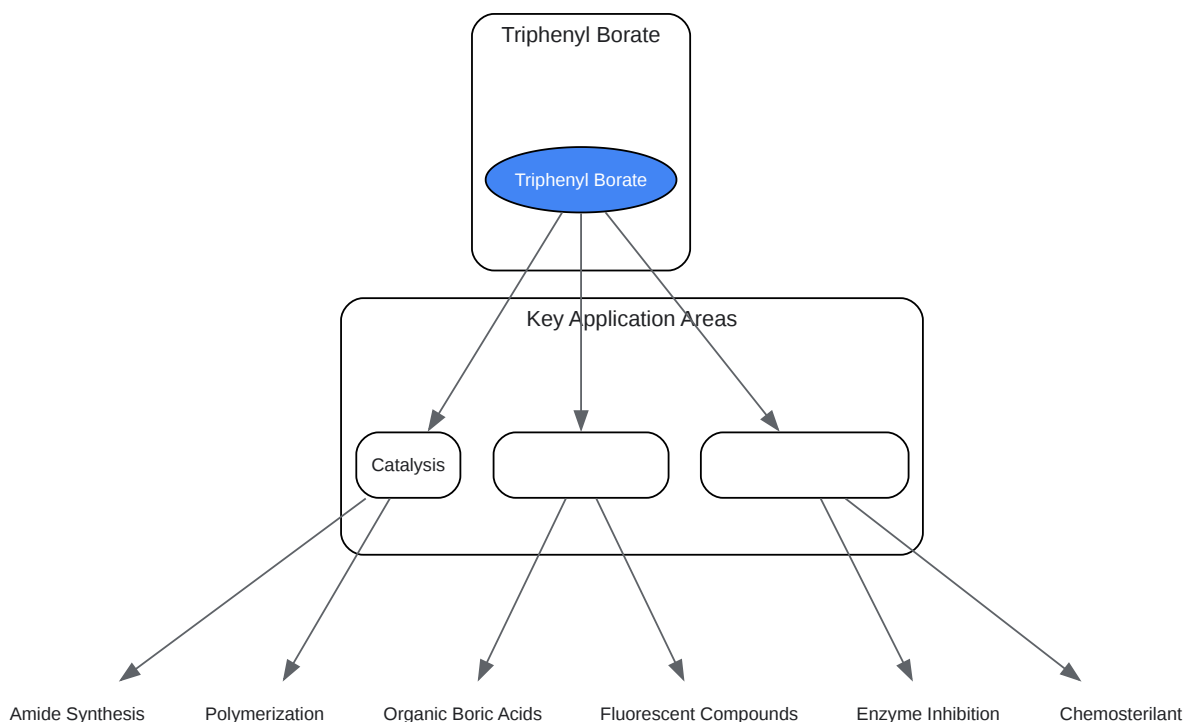 Triphenyl Borate
Triphenyl Borate
Key Application Areas
Catalysis
Amide Synthesis
Polymerization
Organic Boric Acids
Fluorescent Compounds
Enzyme Inhibition
Chemosterilant